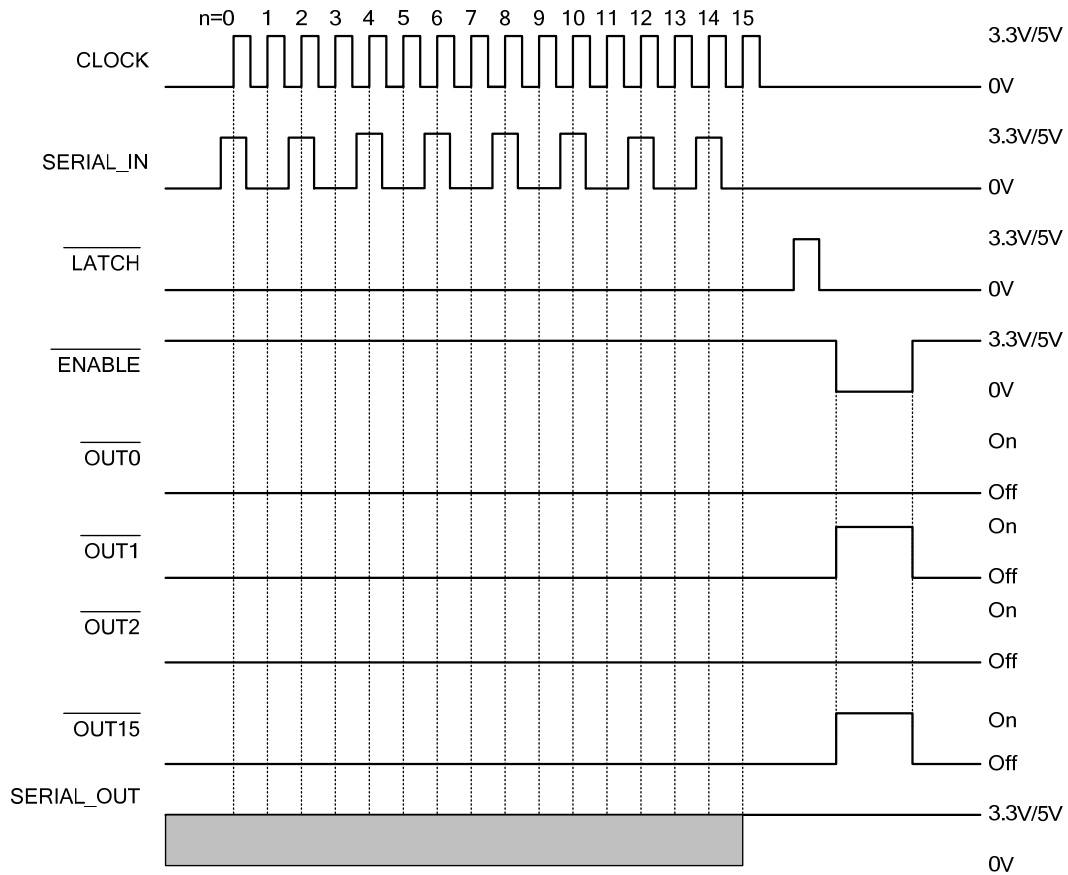 n=0 1 2 3 4 5 6 7 8 9 10 11 12 13 14 15
CLOCK
3.3V/5V
0V
SERIAL_IN
3.3V/5V
0V
LATCH
3.3V/5V
0V
ENABLE
3.3V/5V
0V
OUT0
On
Off
OUT1
On
Off
OUT2
On
Off
OUT15
On
Off
SERIAL_OUT
3.3V/5V
0V